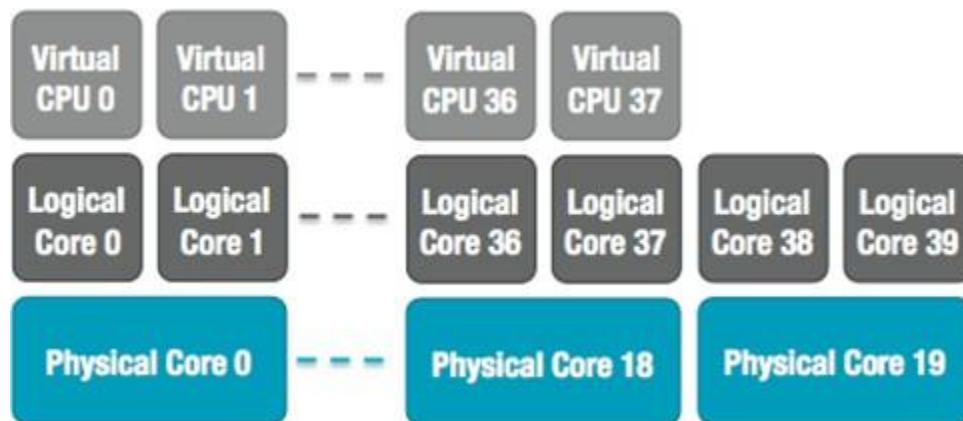 Virtual CPU 0
Virtual CPU 1
Virtual CPU 36
Virtual CPU 37
Logical Core 0
Logical Core 1
Logical Core 36
Logical Core 37
Logical Core 38
Logical Core 39
Physical Core 0
Physical Core 18
Physical Core 19